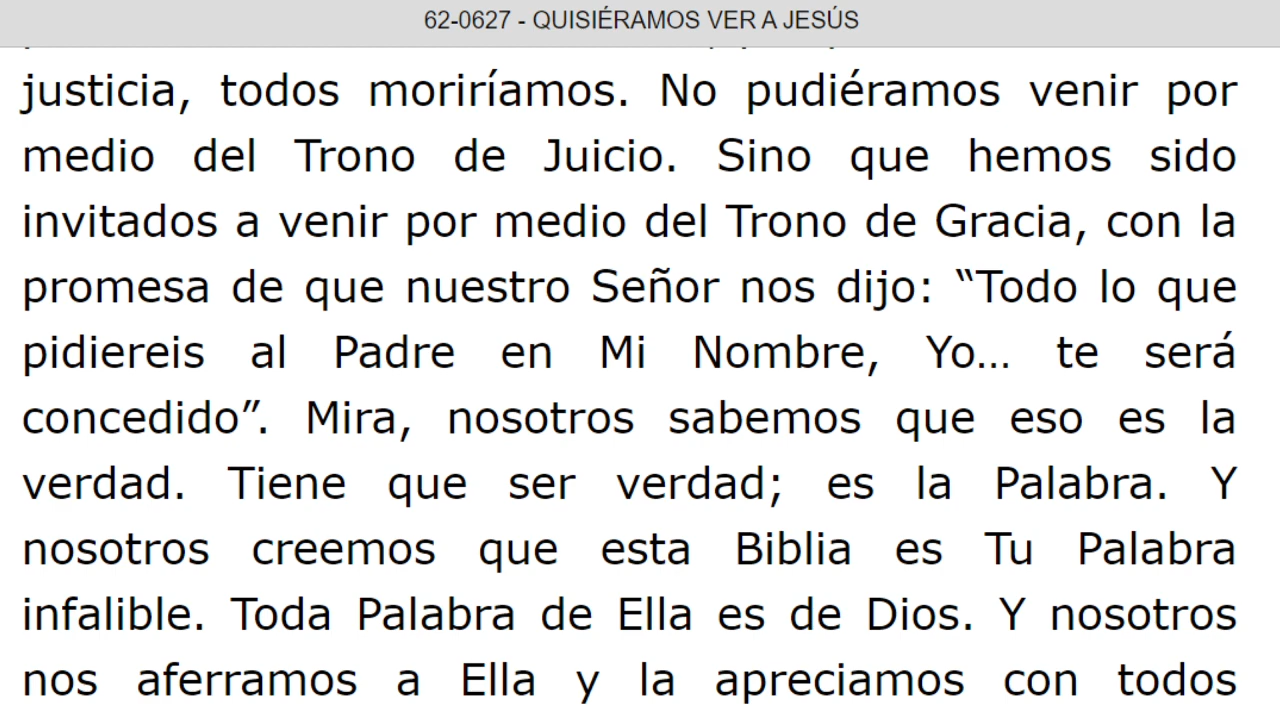 62-0627 - QUISIÉRAMOS VER A JESÚS
justicia, todos moriríamos. No pudiéramos venir por
medio del Trono de Juicio. Sino que hemos sido
invitados a venir por medio del Trono de Gracia, con la
promesa de que nuestro Señor nos dijo: “Todo lo que
pidiereis al Padre en Mi Nombre, Yo... te será
concedido”. Mira, nosotros sabemos que eso es la
verdad. Tiene que ser verdad; es la Palabra. Y
nosotros creemos que esta Biblia es Tu Palabra
infalible. Toda Palabra de Ella es de Dios. Y nosotros
nos aferramos a Ella y la apreciamos con todos